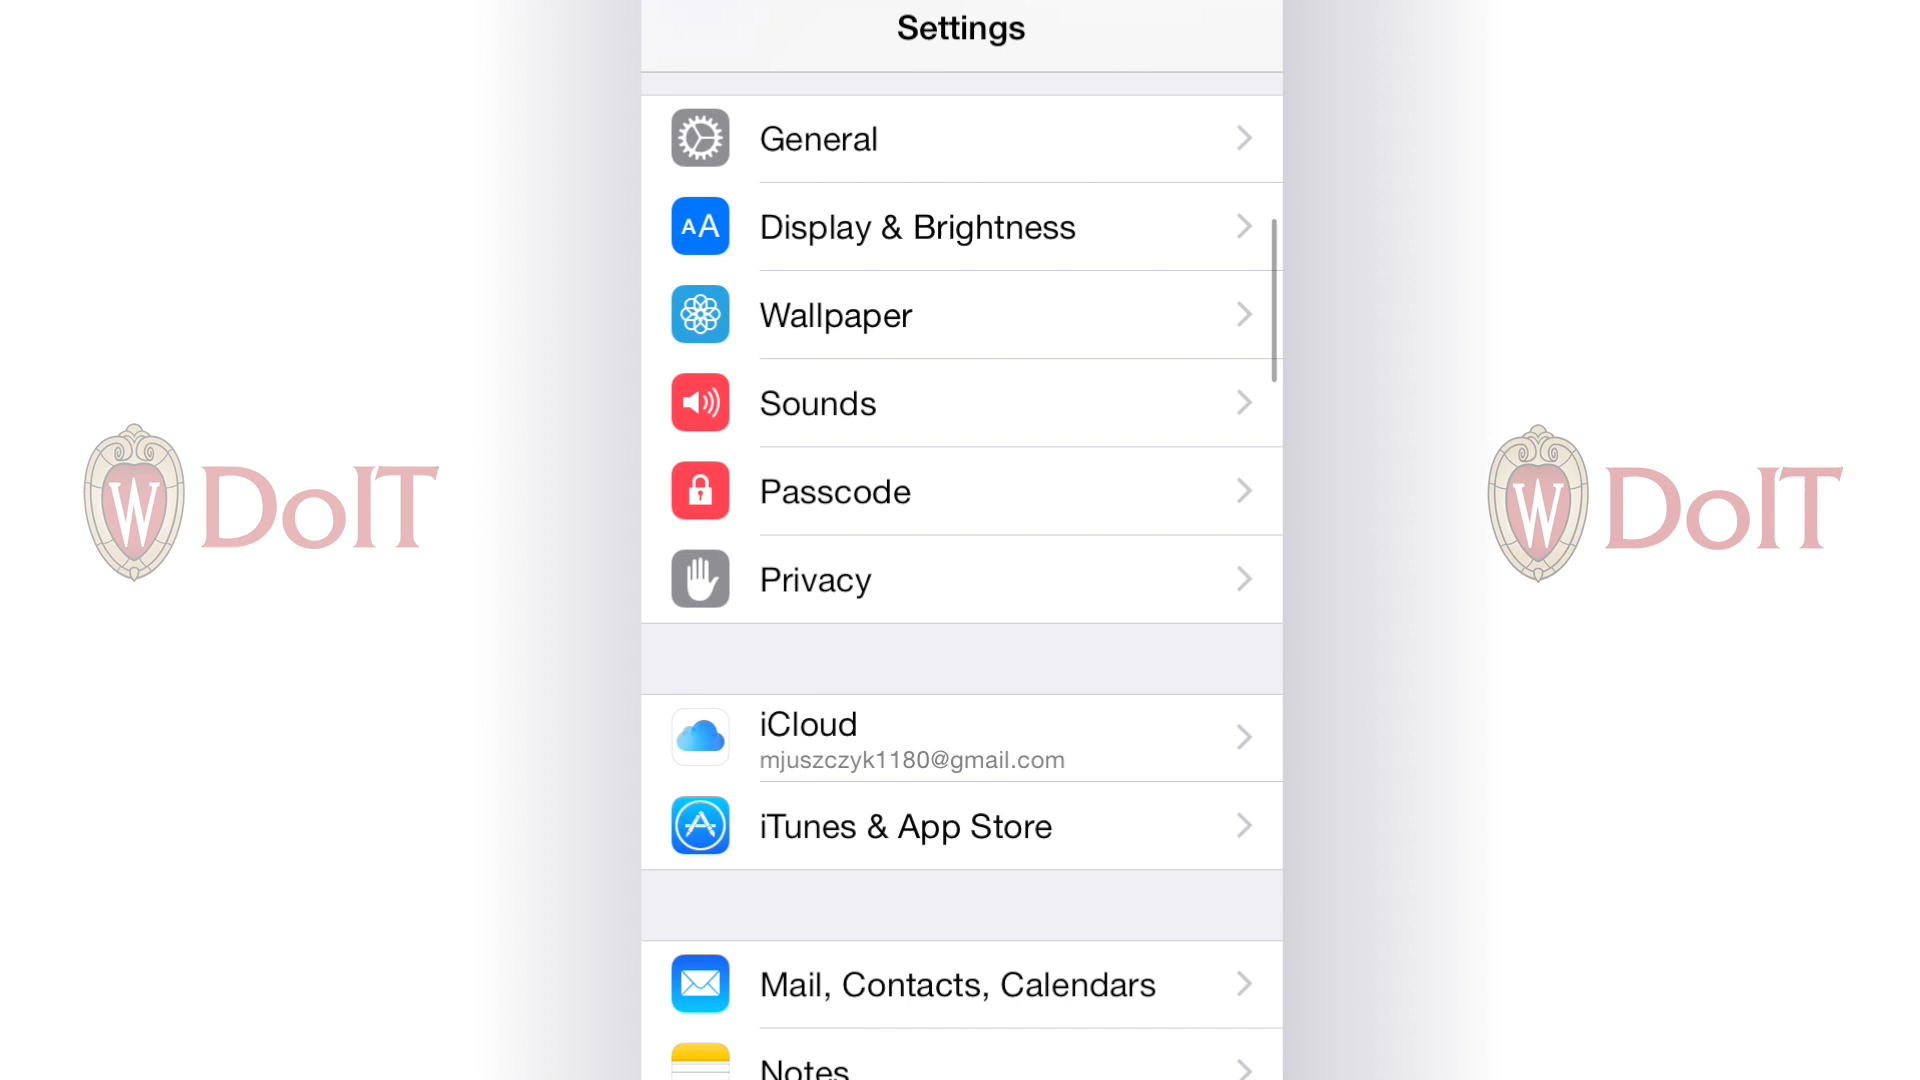 Settings
General
AA Display & Brightness
Wallpaper
Sounds
Passcode
Privacy
W DoIT
W DoIT
iCloud
mjuszczyk1180@gmail.com
iTunes & App Store
Mail, Contacts, Calendars
Notes